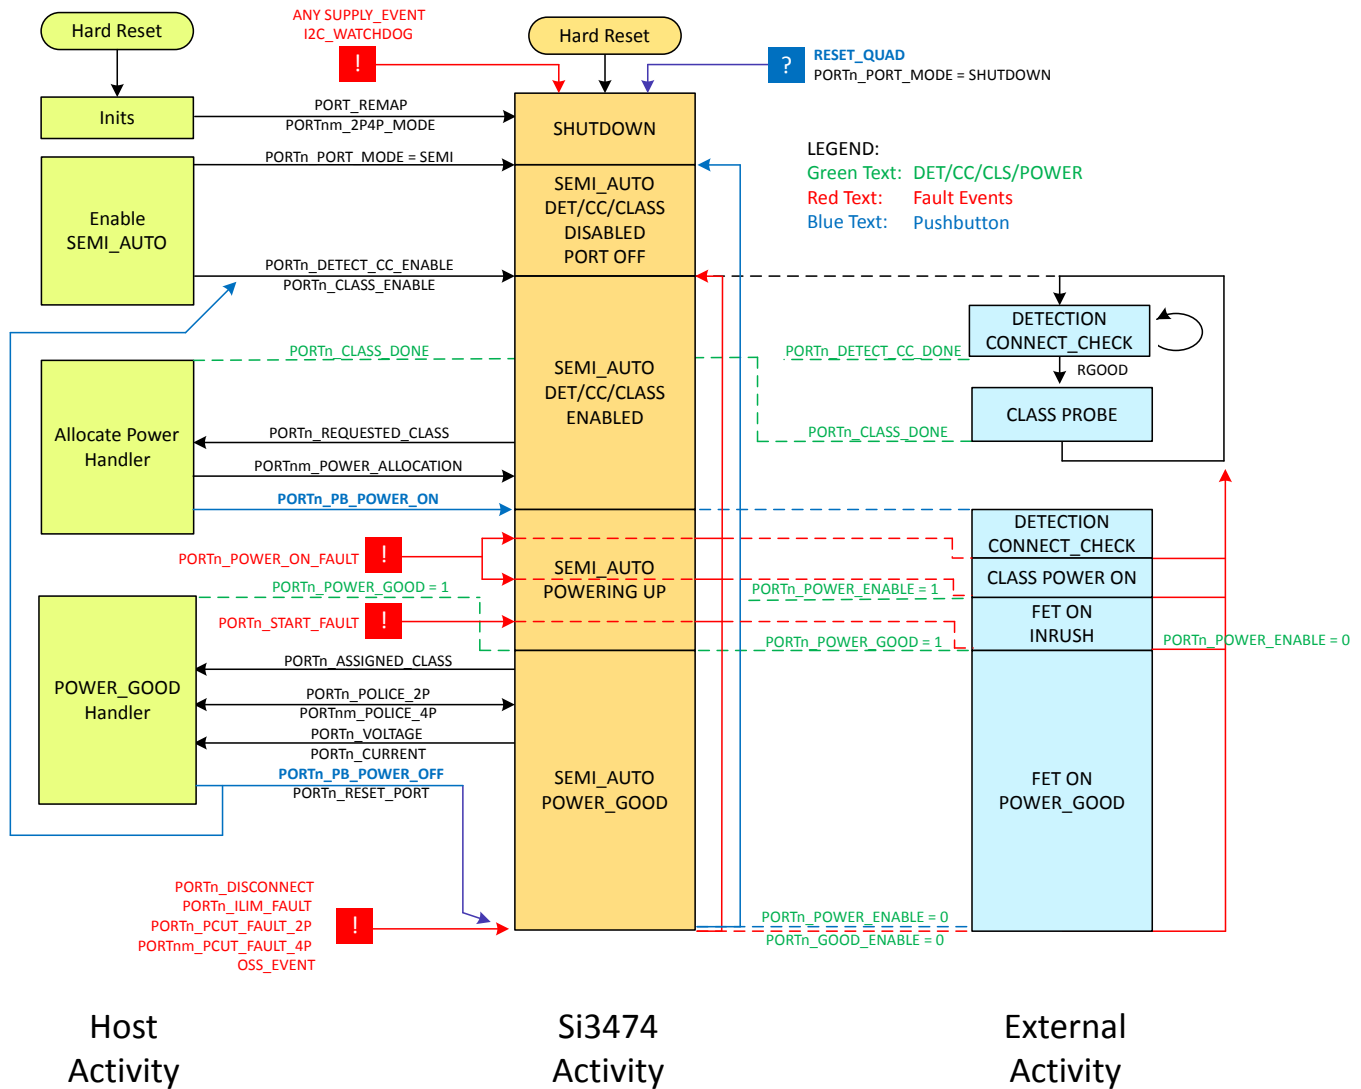 ANY SUPPLY_EVENT
I2C_WATCHDOG
!
Hard Reset
Hard Reset
?
RESET_QUAD
PORTn_PORT_MODE = SHUTDOWN
Inits
PORT_REMAP
PORTnm_2P4P_MODE
SHUTDOWN
LEGEND:
Green Text: DET/CC/CLS/POWER
Red Text: Fault Events
Blue Text: Pushbutton
Enable
SEMI_AUTO
PORTn_PORT_MODE = SEMI
SEMI_AUTO
DET/CC/CLASS
DISABLED
PORT OFF
PORTn_DETECT_CC_ENABLE
PORTn_CLASS_ENABLE
DETECTION
CONNECT_CHECK
PORTn_DETECT_CC_DONE
RGOOD
CLASS PROBE
PORTn_CLASS_DONE
PORTn_CLASS_DONE
SEMI_AUTO
DET/CC/CLASS
ENABLED
Allocate Power
Handler
PORTn_REQUESTED_CLASS
PORTnm_POWER_ALLOCATION
PORTn_PB_POWER_ON
DETECTION
CONNECT_CHECK
PORTn_POWER_ON_FAULT
!
SEMI_AUTO
POWERING UP
CLASS POWER ON
PORTn_POWER_GOOD = 1
PORTn_POWER_ENABLE = 1
FET ON
INRUSH
PORTn_START_FAULT
!
PORTn_POWER_GOOD = 1
PORTn_POWER_ENABLE = 0
POWER_GOOD
Handler
PORTn_ASSIGNED_CLASS
PORTn_POLICE_2P
PORTnm_POLICE_4P
PORTn_VOLTAGE
PORTn_CURRENT
PORTn_PB_POWER_OFF
PORTn_RESET_PORT
SEMI_AUTO
POWER_GOOD
FET ON
POWER_GOOD
PORTn_DISCONNECT
PORTn_ILIM_FAULT
PORTn_PCUT_FAULT_2P
PORTnm_PCUT_FAULT_4P
OSS_EVENT
!
PORTn_POWER_ENABLE = 0
PORTn_GOOD_ENABLE = 0
Host
Activity
Si3474
Activity
External
Activity